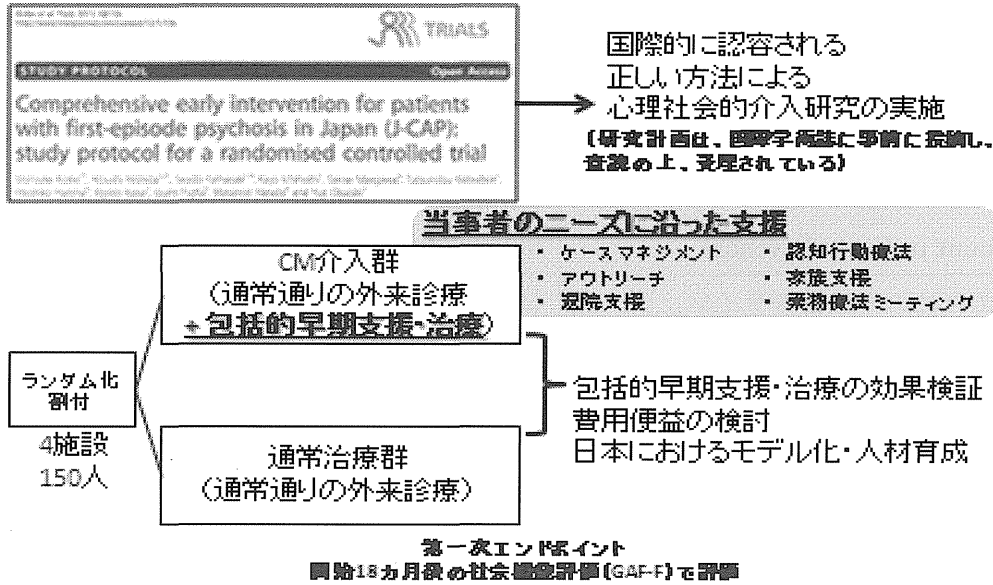 TRIALS
STUDY PROTOCOL Open Access
Comprehensive early intervention for patients
with first-episode psychosis in Japan (J-CAP):
study protocol for a randomised controlled trial
国際的に認容される
正しい方法による
心理社会的介入研究の実施
(研究計画は、国際学術誌に事前に投稿し、
査読の上、受理されている)
当事者のニーズに沿った支援
・ ケースマネジメント
・ アウトリーチ
・ 退院支援
・ 認知行動療法
・ 家族支援
・ 薬物療法ミーティング
CM介入群
(通常通りの外来診療
+包括的早期支援・治療)
ランダム化
割付
4施設
150人
通常治療群
(通常通りの外来診療)
包括的早期支援・治療の効果検証
費用便益の検討
日本におけるモデル化・人材育成
第一次エンドポイント
開始18カ月後の社会機能評価(GAF-F)で評価